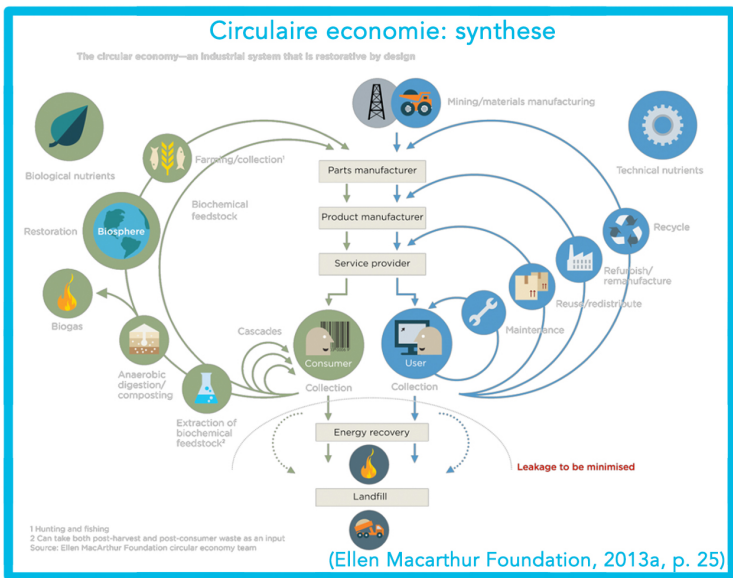 Circulaire economie: synthese
The circular economy—an industrial system that is restorative by design
Mining/materials manufacturing
Biological nutrients
Farming/collection¹
Parts manufacturer
Technical nutrients
Biochemical
feedstock
Product manufacturer
Restoration
Biosphere
Recycle
Service provider
Refurbish/
remanufacture
Biogas
Reuse/redistribute
Cascades
Maintenance
Anaerobic
digestion/
composting
Consumer
User
Collection
Collection
Extraction of
biochemical
feedstock²
Energy recovery
Leakage to be minimised
Landfill
1 Hunting and fishing
2 Can take both post-harvest and post-consumer waste as an input
Source: Ellen MacArthur Foundation circular economy team
(Ellen Macarthur Foundation, 2013a, p. 25)